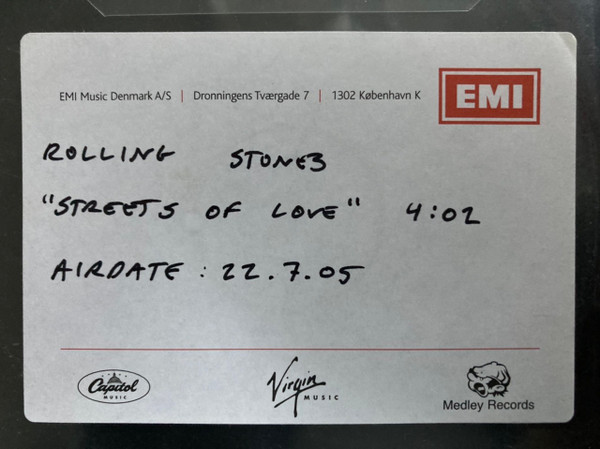 EMI Music Denmark A/S | Dronningens Tværgade 7 | 1302 København K
EMI
ROLLING STONES
"STREETS OF LOVE" 4:02
AIRDATE : 22.7.05
Capitol
MUSIC
Virgin
MUSIC
Medley Records